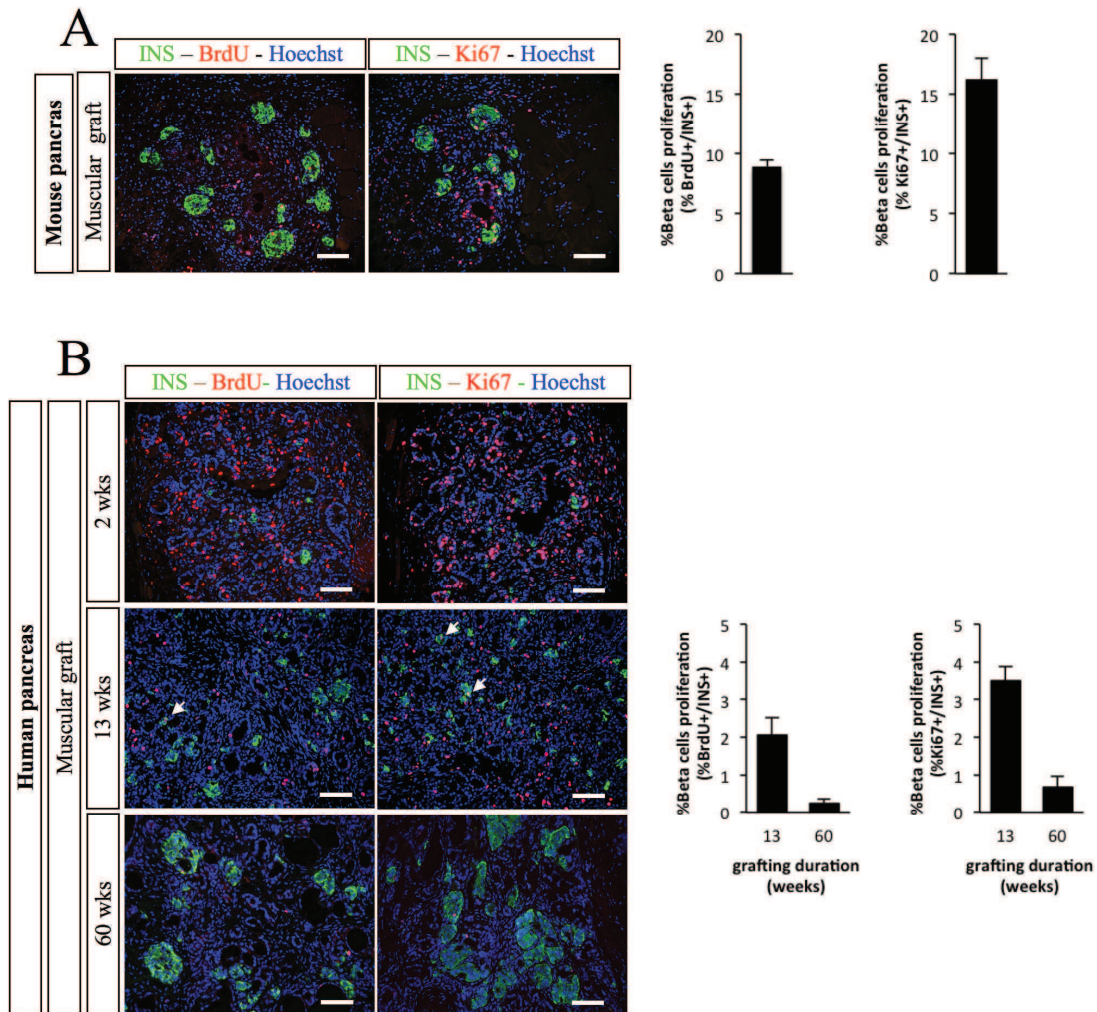 A
INS – BrdU - Hoechst
INS – Ki67 - Hoechst
Mouse pancras
Muscular graft
%Beta cells proliferation
(% BrdU+/INS+)
20
15
10
5
0
%Beta cells proliferation
(% Ki67+/INS+)
20
15
10
5
0
B
INS – BrdU- Hoechst
INS – Ki67 - Hoechst
Human pancreas
Muscular graft
2 wks
13 wks
60 wks
%Beta cells proliferation
(%BrdU+/INS+)
5
4
3
2
1
0
13 60
grafting duration
(weeks)
%Beta cells proliferation
(%Ki67+/INS+)
5
4
3
2
1
0
13 60
grafting duration
(weeks)